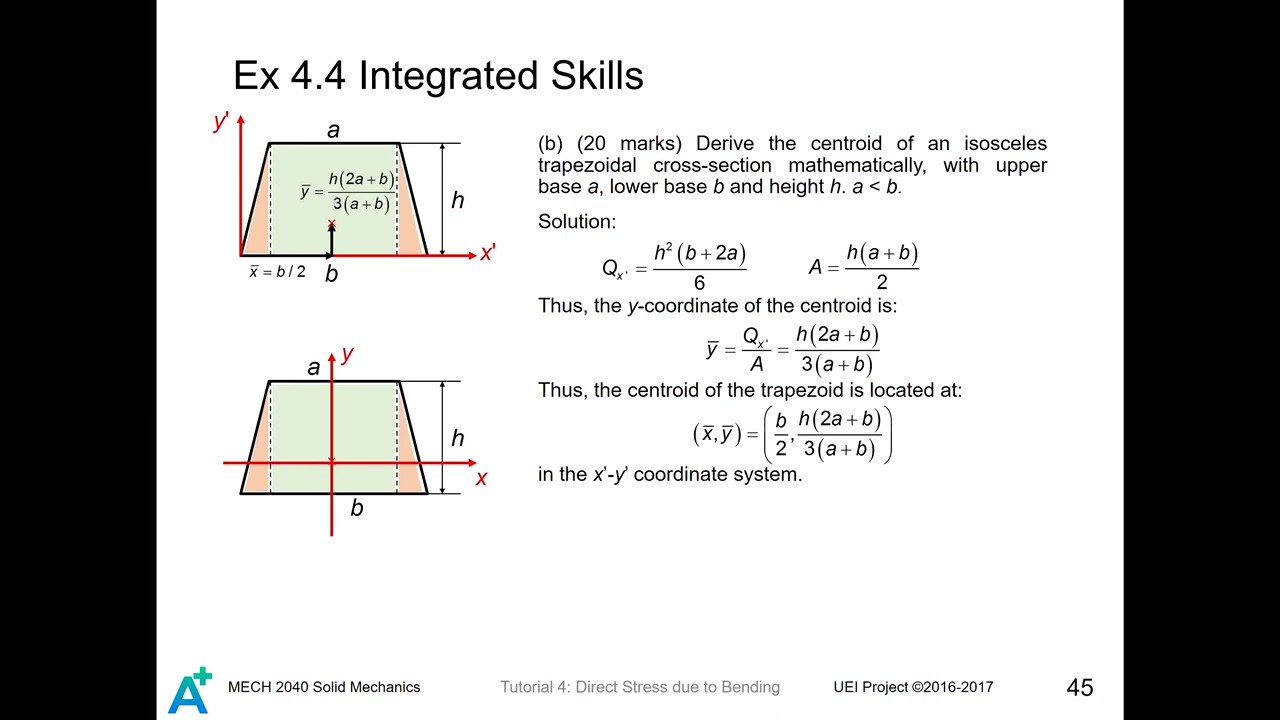 Ex 4.4 Integrated Skills
y'
a
y̅ = h(2a + b) / 3(a + b)
h
x'
x̅ = b / 2
b
a
y
h
x
b
(b) (20 marks) Derive the centroid of an isosceles
trapezoidal cross-section mathematically, with upper
base a, lower base b and height h. a < b.
Solution:
Qx' = h²(b + 2a) / 6 A = h(a + b) / 2
Thus, the y-coordinate of the centroid is:
y̅ = Qx' / A = h(2a + b) / 3(a + b)
Thus, the centroid of the trapezoid is located at:
(x̅, y̅) = (b / 2, h(2a + b) / 3(a + b))
in the x'-y' coordinate system.
A+
MECH 2040 Solid Mechanics
Tutorial 4: Direct Stress due to Bending
UEI Project ©2016-2017
45